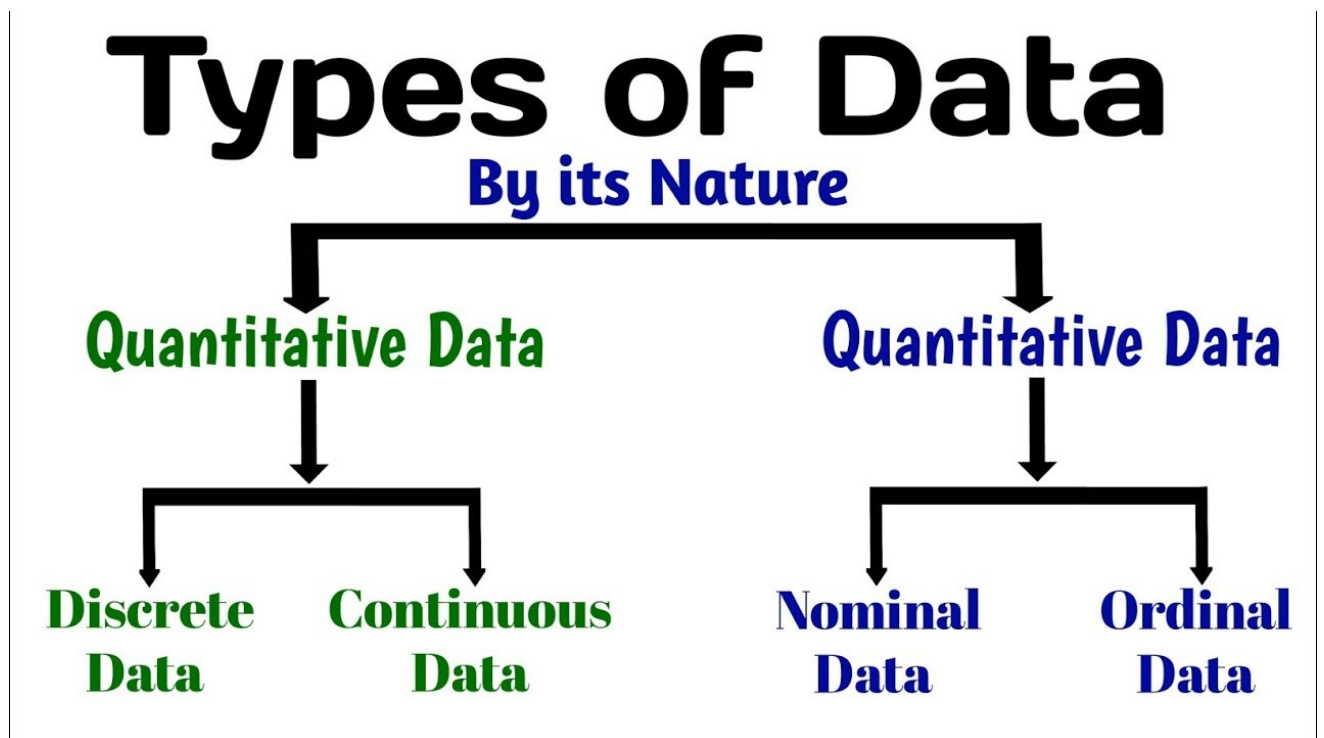 Types of Data
By its Nature
Quantitative Data
Quantitative Data
Discrete
Data
Continuous
Data
Nominal
Data
Ordinal
Data